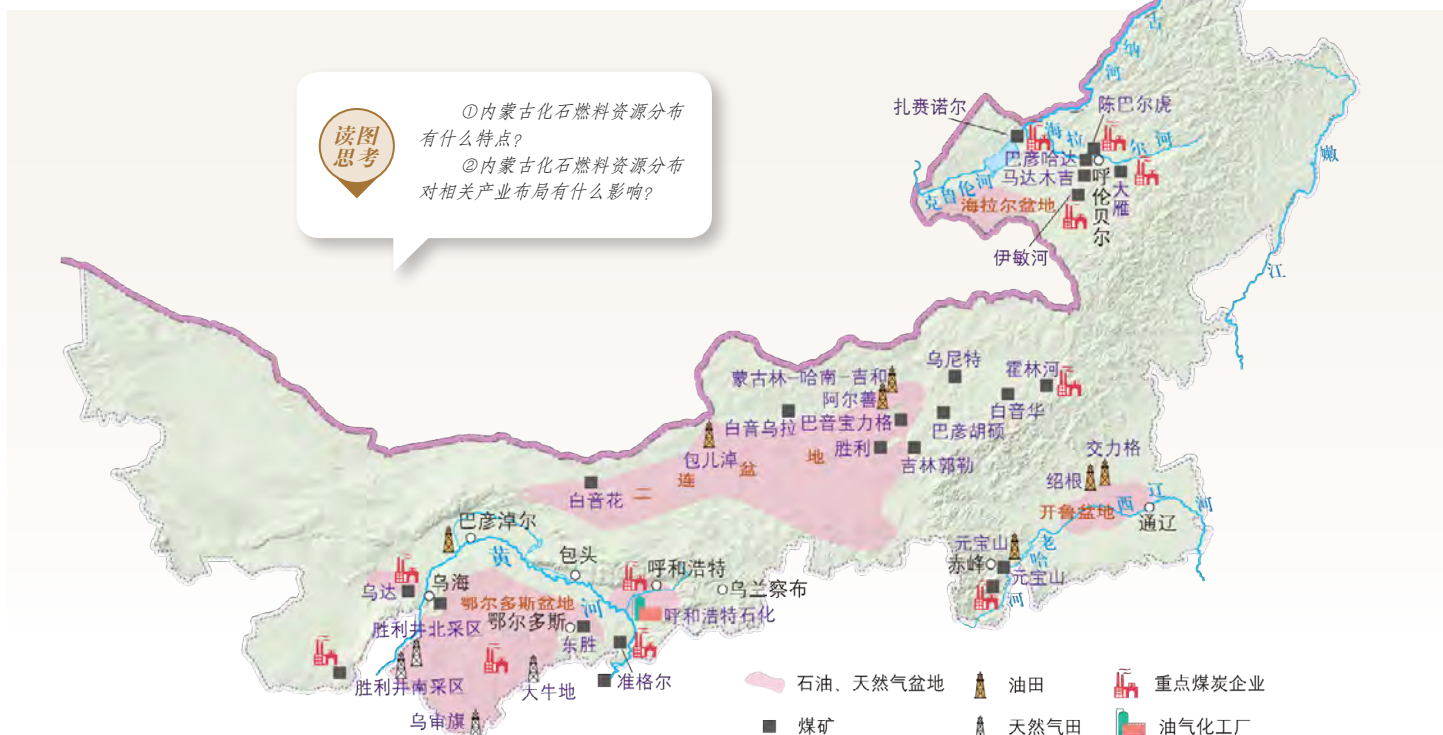 读图
思考
①内蒙古化石燃料资源分布
有什么特点？
②内蒙古化石燃料资源分布
对相关产业布局有什么影响？
额尔古纳河
扎赉诺尔
陈巴尔虎
海拉尔河
巴彦哈达
马达木吉
克鲁伦河
呼伦贝尔
大雁
海拉尔盆地
伊敏河
嫩江
乌尼特
霍林河
蒙古林-哈南-吉和
阿尔善
白音华
白音乌拉
巴音宝力格
巴彦胡硕
包儿淖
胜利
吉林郭勒
二连盆地
白音花
交力格
绍根
西辽河
开鲁盆地
通辽
元宝山
老哈河
赤峰
元宝山
巴彦淖尔
黄河
包头
呼和浩特
乌兰察布
乌达
乌海
鄂尔多斯盆地
呼和浩特石化
胜利井北采区
鄂尔多斯
东胜
胜利井南采区
大牛地
准格尔
乌审旗
石油、天然气盆地
油田
重点煤炭企业
煤矿
天然气田
油气化工厂